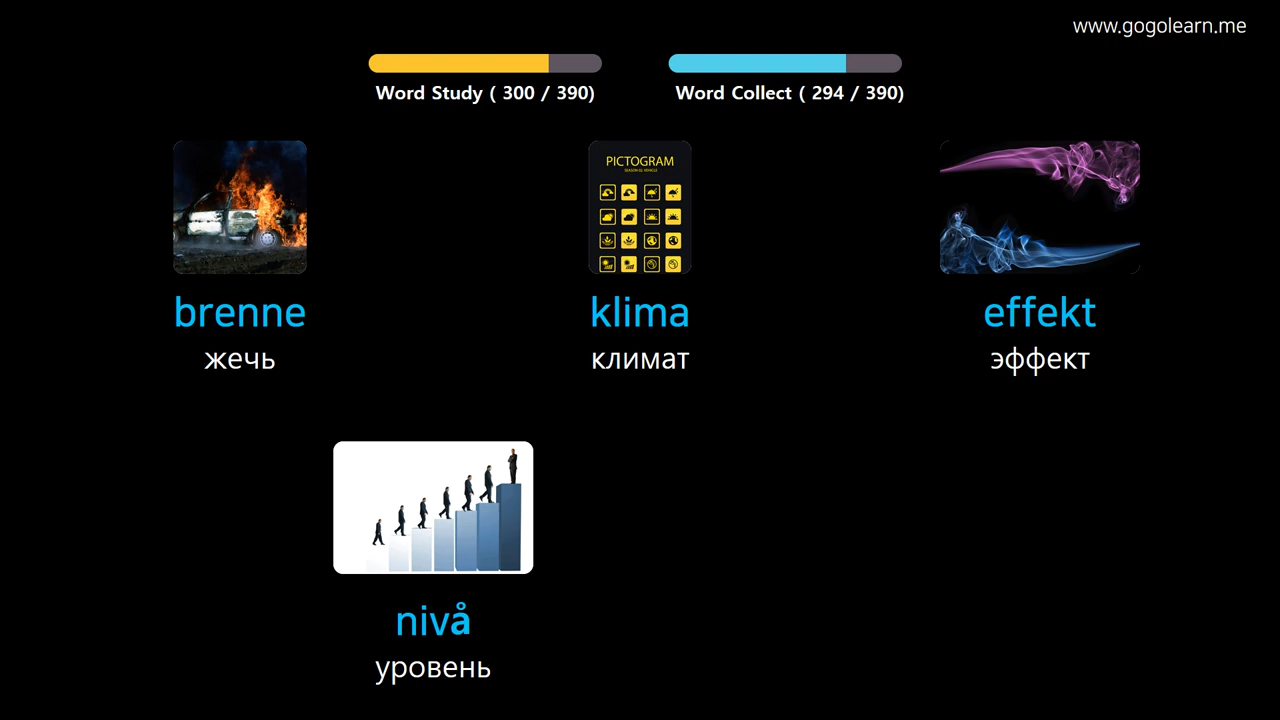 www.gogolearn.me
Word Study ( 300 / 390)
Word Collect ( 294 / 390)
PICTOGRAM
brenne
жечь
klima
климат
effekt
эффект
nivå
уровень